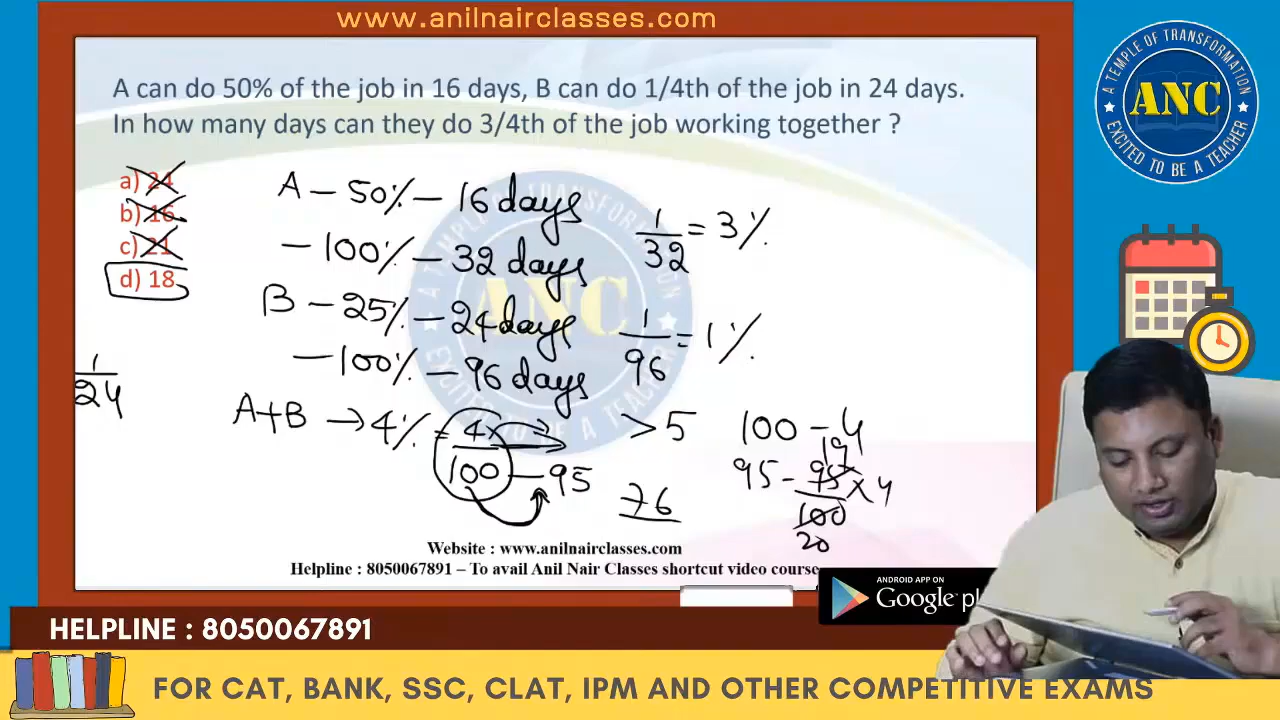 www.anilnairclasses.com
A can do 50% of the job in 16 days, B can do 1/4th of the job in 24 days.
In how many days can they do 3/4th of the job working together ?
a) 24
b) 16
c) 21
d) 18
A – 50% – 16 days
1/32 = 3%
– 100% – 32 days
B – 25% – 24 days
1/96 = 1%
– 100% – 96 days
1/24
A+B → 4% = 4/100 – 95
> 5
76
100 – 4
95 – 95/100 × 4
19
20
Website : www.anilnairclasses.com
Helpline : 8050067891 – To avail Anil Nair Classes shortcut video course
ANDROID APP ON
Google pl
A TEMPLE OF TRANSFORMATION
ANC
EXCITED TO BE A TEACHER
HELPLINE : 8050067891
FOR CAT, BANK, SSC, CLAT, IPM AND OTHER COMPETITIVE EXAMS